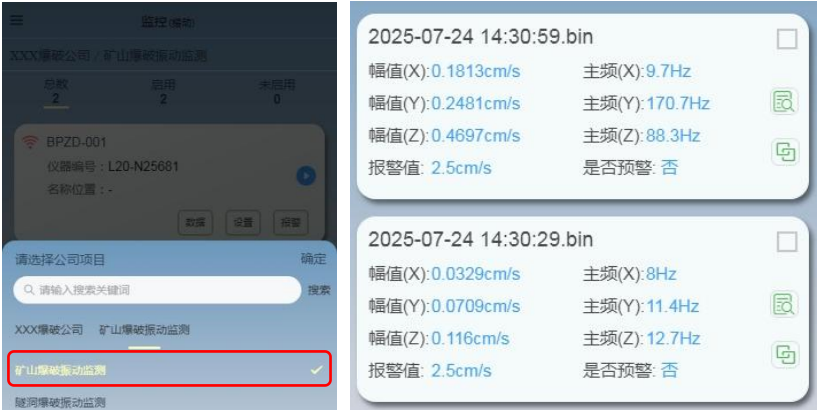 监控(推助)
XXX爆破公司 / 矿山爆破振动监测
总数 启用 未启用
2 2 0
BPZD-001
仪器编号：L20-N25681
名称位置：-
数据 设置 报警
请选择公司项目 确定
请输入搜索关键词 搜索
XXX爆破公司 矿山爆破振动监测
矿山爆破振动监测
隧洞爆破振动监测
2025-07-24 14:30:59.bin
幅值(X):0.1813cm/s 主频(X):9.7Hz
幅值(Y):0.2481cm/s 主频(Y):170.7Hz
幅值(Z):0.4697cm/s 主频(Z):88.3Hz
报警值: 2.5cm/s 是否预警: 否
2025-07-24 14:30:29.bin
幅值(X):0.0329cm/s 主频(X):8Hz
幅值(Y):0.0709cm/s 主频(Y):11.4Hz
幅值(Z):0.116cm/s 主频(Z):12.7Hz
报警值: 2.5cm/s 是否预警: 否